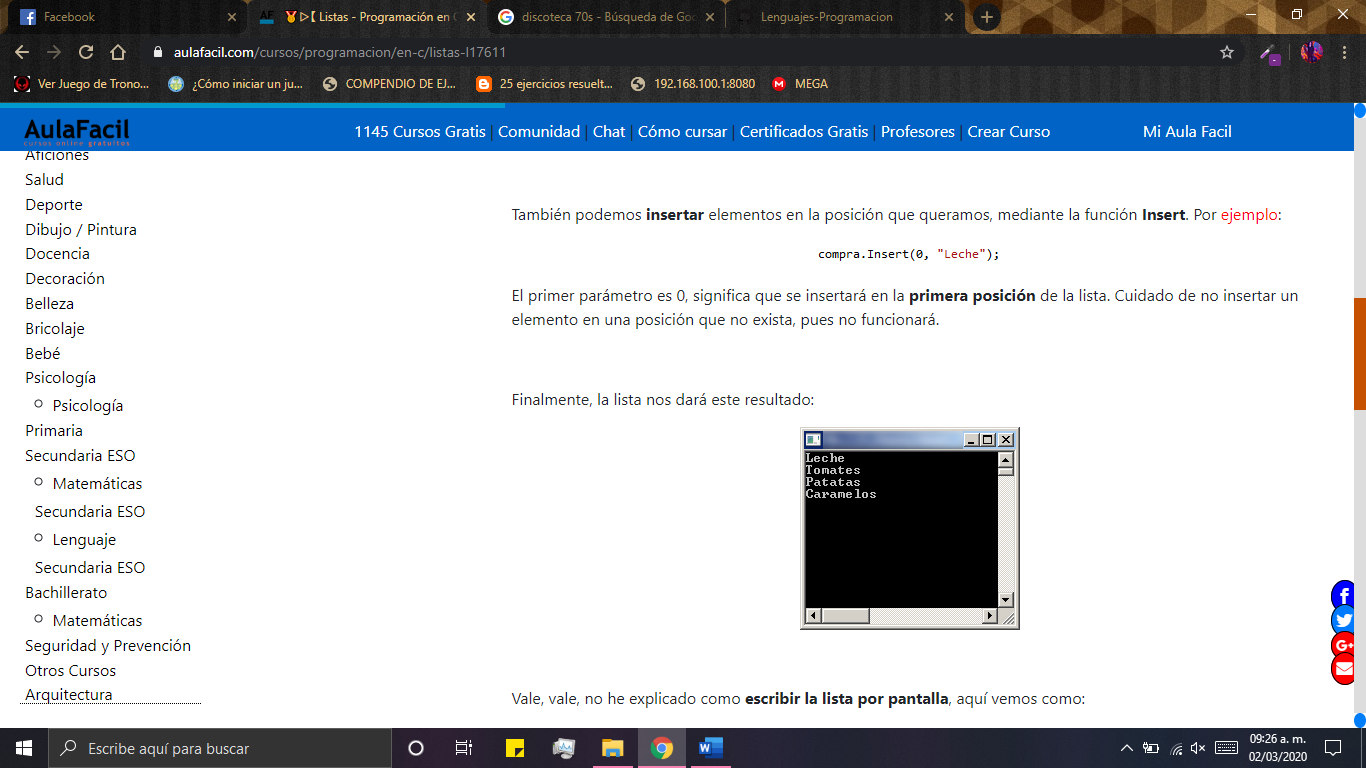 Facebook
▷【 Listas - Programación en
discoteca 70s - Búsqueda de Goo
Lenguajes-Programacion
aulafacil.com/cursos/programacion/en-c/listas-l17611
Ver Juego de Trono...
¿Cómo iniciar un ju...
COMPENDIO DE EJ...
25 ejercicios resuelt...
192.168.100.1:8080
MEGA
AulaFacil
cursos online gratuitos
1145 Cursos Gratis | Comunidad | Chat | Cómo cursar | Certificados Gratis | Profesores | Crear Curso
Mi Aula Facil
Aficiones
Salud
Deporte
Dibujo / Pintura
Docencia
Decoración
Belleza
Bricolaje
Bebé
Psicología
Psicología
Primaria
Secundaria ESO
Matemáticas
Secundaria ESO
Lenguaje
Secundaria ESO
Bachillerato
Matemáticas
Seguridad y Prevención
Otros Cursos
Arquitectura
También podemos insertar elementos en la posición que queramos, mediante la función Insert. Por ejemplo:
compra.Insert(0, "Leche");
El primer parámetro es 0, significa que se insertará en la primera posición de la lista. Cuidado de no insertar un
elemento en una posición que no exista, pues no funcionará.
Finalmente, la lista nos dará este resultado:
Leche
Tomates
Patatas
Caramelos
Vale, vale, no he explicado como escribir la lista por pantalla, aquí vemos como:
Escribe aquí para buscar
09:26 a. m.
02/03/2020